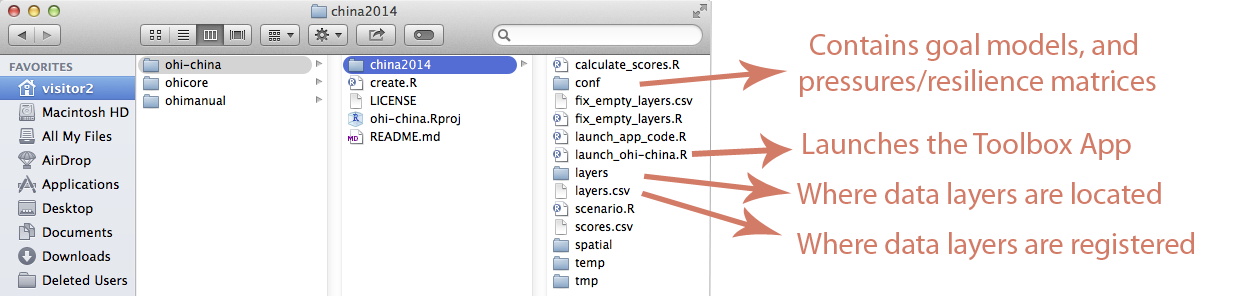 china2014
FAVORITES
visitor2
Macintosh HD
All My Files
AirDrop
Applications
Desktop
Documents
Downloads
Deleted Users
ohi-china
ohicore
ohimanual
china2014
create.R
LICENSE
ohi-china.Rproj
README.md
calculate_scores.R
conf
fix_empty_layers.csv
fix_empty_layers.R
launch_app_code.R
launch_ohi-china.R
layers
layers.csv
scenario.R
scores.csv
spatial
temp
tmp
Contains goal models, and
pressures/resilience matrices
Launches the Toolbox App
Where data layers are located
Where data layers are registered